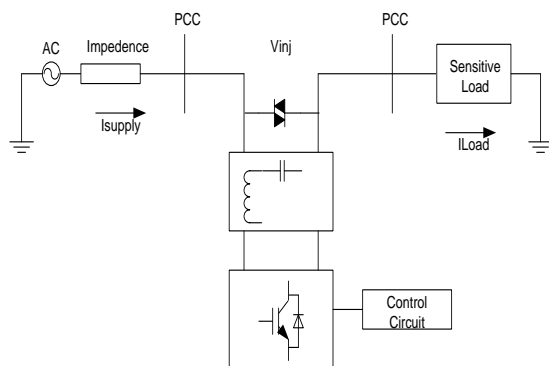 PCC
Vinj
PCC
AC
Impedence
Sensitive
Load
Isupply
ILoad
Control
Circuit